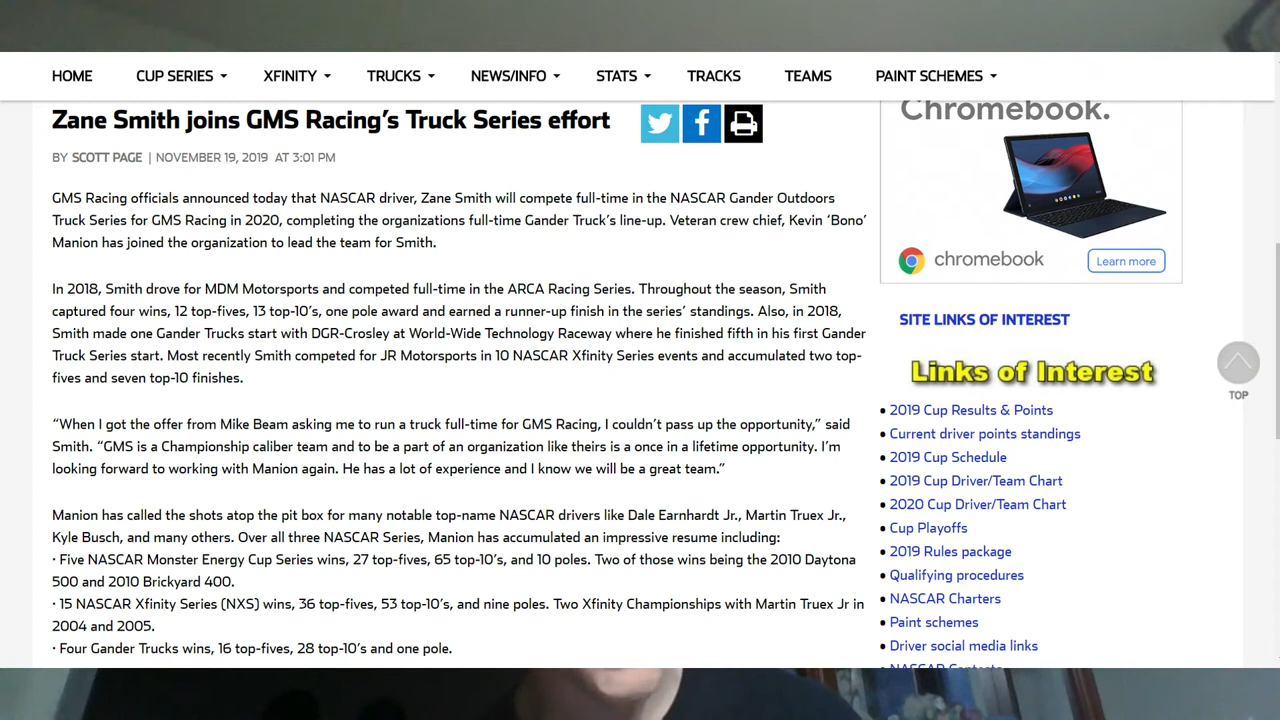 HOME CUP SERIES XFINITY TRUCKS NEWS/INFO STATS TRACKS TEAMS PAINT SCHEMES
Zane Smith joins GMS Racing's Truck Series effort
BY SCOTT PAGE | NOVEMBER 19, 2019 AT 3:01 PM
GMS Racing officials announced today that NASCAR driver, Zane Smith will compete full-time in the NASCAR Gander Outdoors
Truck Series for GMS Racing in 2020, completing the organizations full-time Gander Truck's line-up. Veteran crew chief, Kevin 'Bono'
Manion has joined the organization to lead the team for Smith.
In 2018, Smith drove for MDM Motorsports and competed full-time in the ARCA Racing Series. Throughout the season, Smith
captured four wins, 12 top-fives, 13 top-10's, one pole award and earned a runner-up finish in the series' standings. Also, in 2018,
Smith made one Gander Trucks start with DGR-Crosley at World-Wide Technology Raceway where he finished fifth in his first Gander
Truck Series start. Most recently Smith competed for JR Motorsports in 10 NASCAR Xfinity Series events and accumulated two top-
fives and seven top-10 finishes.
"When I got the offer from Mike Beam asking me to run a truck full-time for GMS Racing, I couldn't pass up the opportunity," said
Smith. "GMS is a Championship caliber team and to be a part of an organization like theirs is a once in a lifetime opportunity. I'm
looking forward to working with Manion again. He has a lot of experience and I know we will be a great team."
Manion has called the shots atop the pit box for many notable top-name NASCAR drivers like Dale Earnhardt Jr., Martin Truex Jr.,
Kyle Busch, and many others. Over all three NASCAR Series, Manion has accumulated an impressive resume including:
· Five NASCAR Monster Energy Cup Series wins, 27 top-fives, 65 top-10's, and 10 poles. Two of those wins being the 2010 Daytona
500 and 2010 Brickyard 400.
· 15 NASCAR Xfinity Series (NXS) wins, 36 top-fives, 53 top-10's, and nine poles. Two Xfinity Championships with Martin Truex Jr in
2004 and 2005.
· Four Gander Trucks wins, 16 top-fives, 28 top-10's and one pole.
Chromebook.
chromebook
Learn more
SITE LINKS OF INTEREST
Links of Interest
• 2019 Cup Results & Points
• Current driver points standings
• 2019 Cup Schedule
• 2019 Cup Driver/Team Chart
• 2020 Cup Driver/Team Chart
• Cup Playoffs
• 2019 Rules package
• Qualifying procedures
• NASCAR Charters
• Paint schemes
• Driver social media links
• NASCAR Contests
TOP